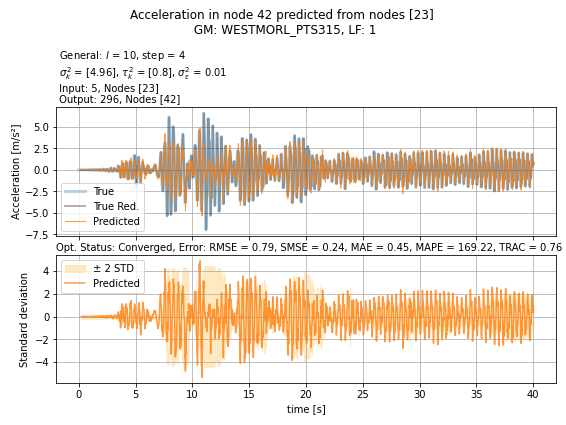 Acceleration in node 42 predicted from nodes [23]
GM: WESTMORL_PTS315, LF: 1
General: l = 10, step = 4
σ²ₖ = [4.96], τ²ₖ = [0.8], σ²ε = 0.01
Input: 5, Nodes [23]
Output: 296, Nodes [42]
Acceleration [m/s²]
5.0
2.5
0.0
−2.5
−5.0
−7.5
True
True Red.
Predicted
Opt. Status: Converged, Error: RMSE = 0.79, SMSE = 0.24, MAE = 0.45, MAPE = 169.22, TRAC = 0.76
Standard deviation
4
2
0
−2
−4
± 2 STD
Predicted
0 5 10 15 20 25 30 35 40
time [s]